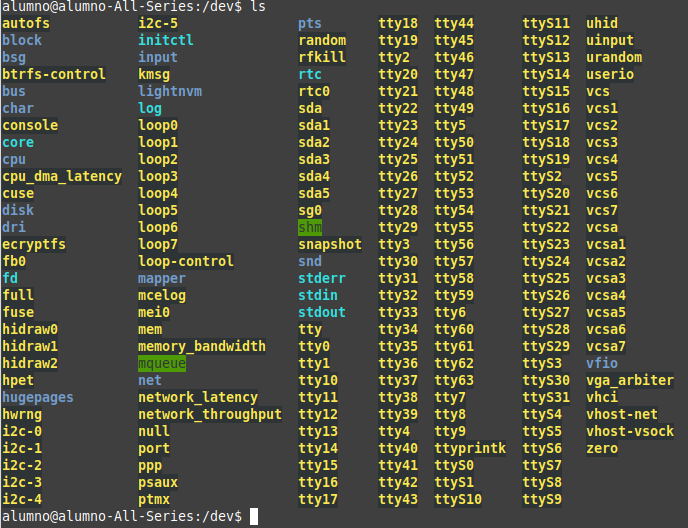 alumno@alumno-All-Series:/dev$ ls
autofs i2c-5 pts tty18 tty44 ttyS11 uhid
block initctl random tty19 tty45 ttyS12 uinput
bsg input rfkill tty2 tty46 ttyS13 urandom
btrfs-control kmsg rtc tty20 tty47 ttyS14 userio
bus lightnvm rtc0 tty21 tty48 ttyS15 vcs
char log sda tty22 tty49 ttyS16 vcs1
console loop0 sda1 tty23 tty5 ttyS17 vcs2
core loop1 sda2 tty24 tty50 ttyS18 vcs3
cpu loop2 sda3 tty25 tty51 ttyS19 vcs4
cpu_dma_latency loop3 sda4 tty26 tty52 ttyS2 vcs5
cuse loop4 sda5 tty27 tty53 ttyS20 vcs6
disk loop5 sg0 tty28 tty54 ttyS21 vcs7
dri loop6 shm tty29 tty55 ttyS22 vcsa
ecryptfs loop7 snapshot tty3 tty56 ttyS23 vcsa1
fb0 loop-control snd tty30 tty57 ttyS24 vcsa2
fd mapper stderr tty31 tty58 ttyS25 vcsa3
full mcelog stdin tty32 tty59 ttyS26 vcsa4
fuse mei0 stdout tty33 tty6 ttyS27 vcsa5
hidraw0 mem tty tty34 tty60 ttyS28 vcsa6
hidraw1 memory_bandwidth tty0 tty35 tty61 ttyS29 vcsa7
hidraw2 mqueue tty1 tty36 tty62 ttyS3 vfio
hpet net tty10 tty37 tty63 ttyS30 vga_arbiter
hugepages network_latency tty11 tty38 tty7 ttyS31 vhci
hwrng network_throughput tty12 tty39 tty8 ttyS4 vhost-net
i2c-0 null tty13 tty4 tty9 ttyS5 vhost-vsock
i2c-1 port tty14 tty40 ttyprintk ttyS6 zero
i2c-2 ppp tty15 tty41 ttyS0 ttyS7
i2c-3 psaux tty16 tty42 ttyS1 ttyS8
i2c-4 ptmx tty17 tty43 ttyS10 ttyS9
alumno@alumno-All-Series:/dev$